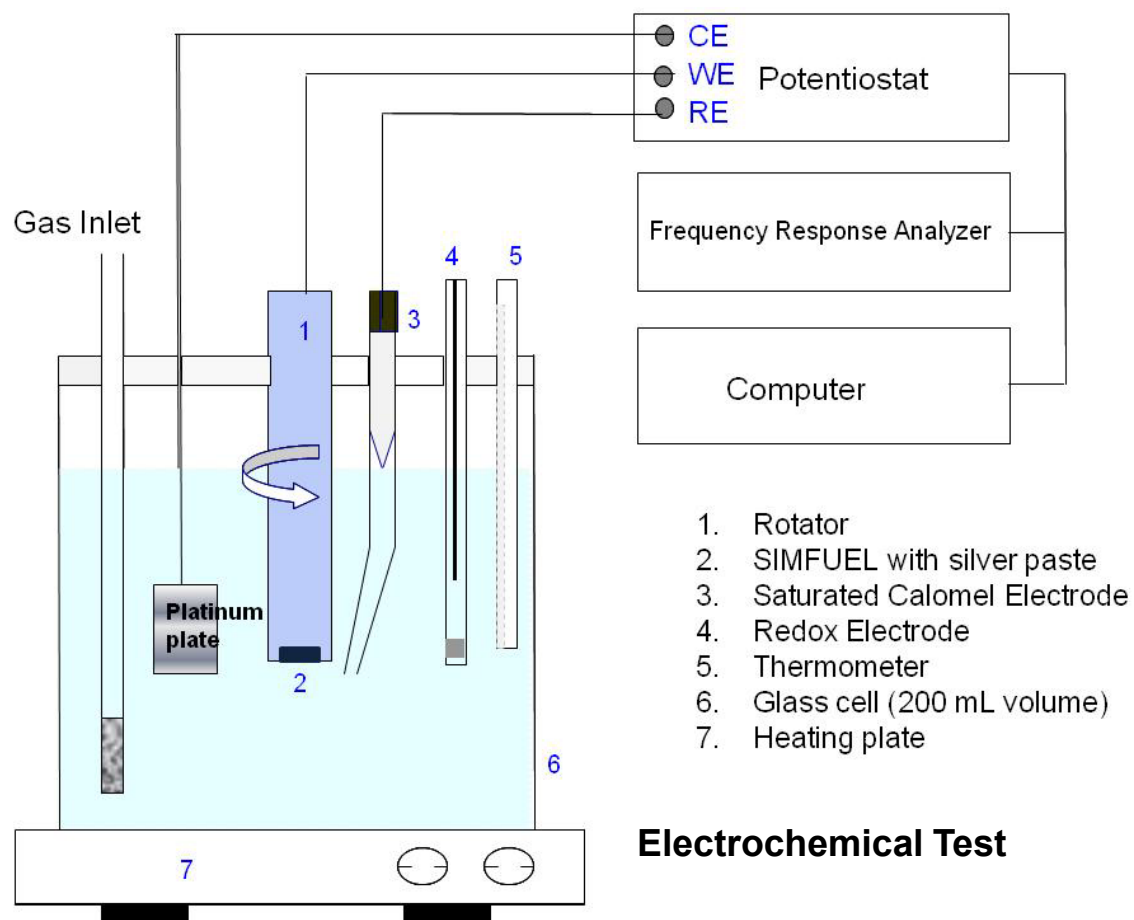 CE
WE
RE
Potentiostat
Gas Inlet
Frequency Response Analyzer
4
5
1
3
Computer
Platinum
plate
2
6
7
1. Rotator
2. SIMFUEL with silver paste
3. Saturated Calomel Electrode
4. Redox Electrode
5. Thermometer
6. Glass cell (200 mL volume)
7. Heating plate
Electrochemical Test